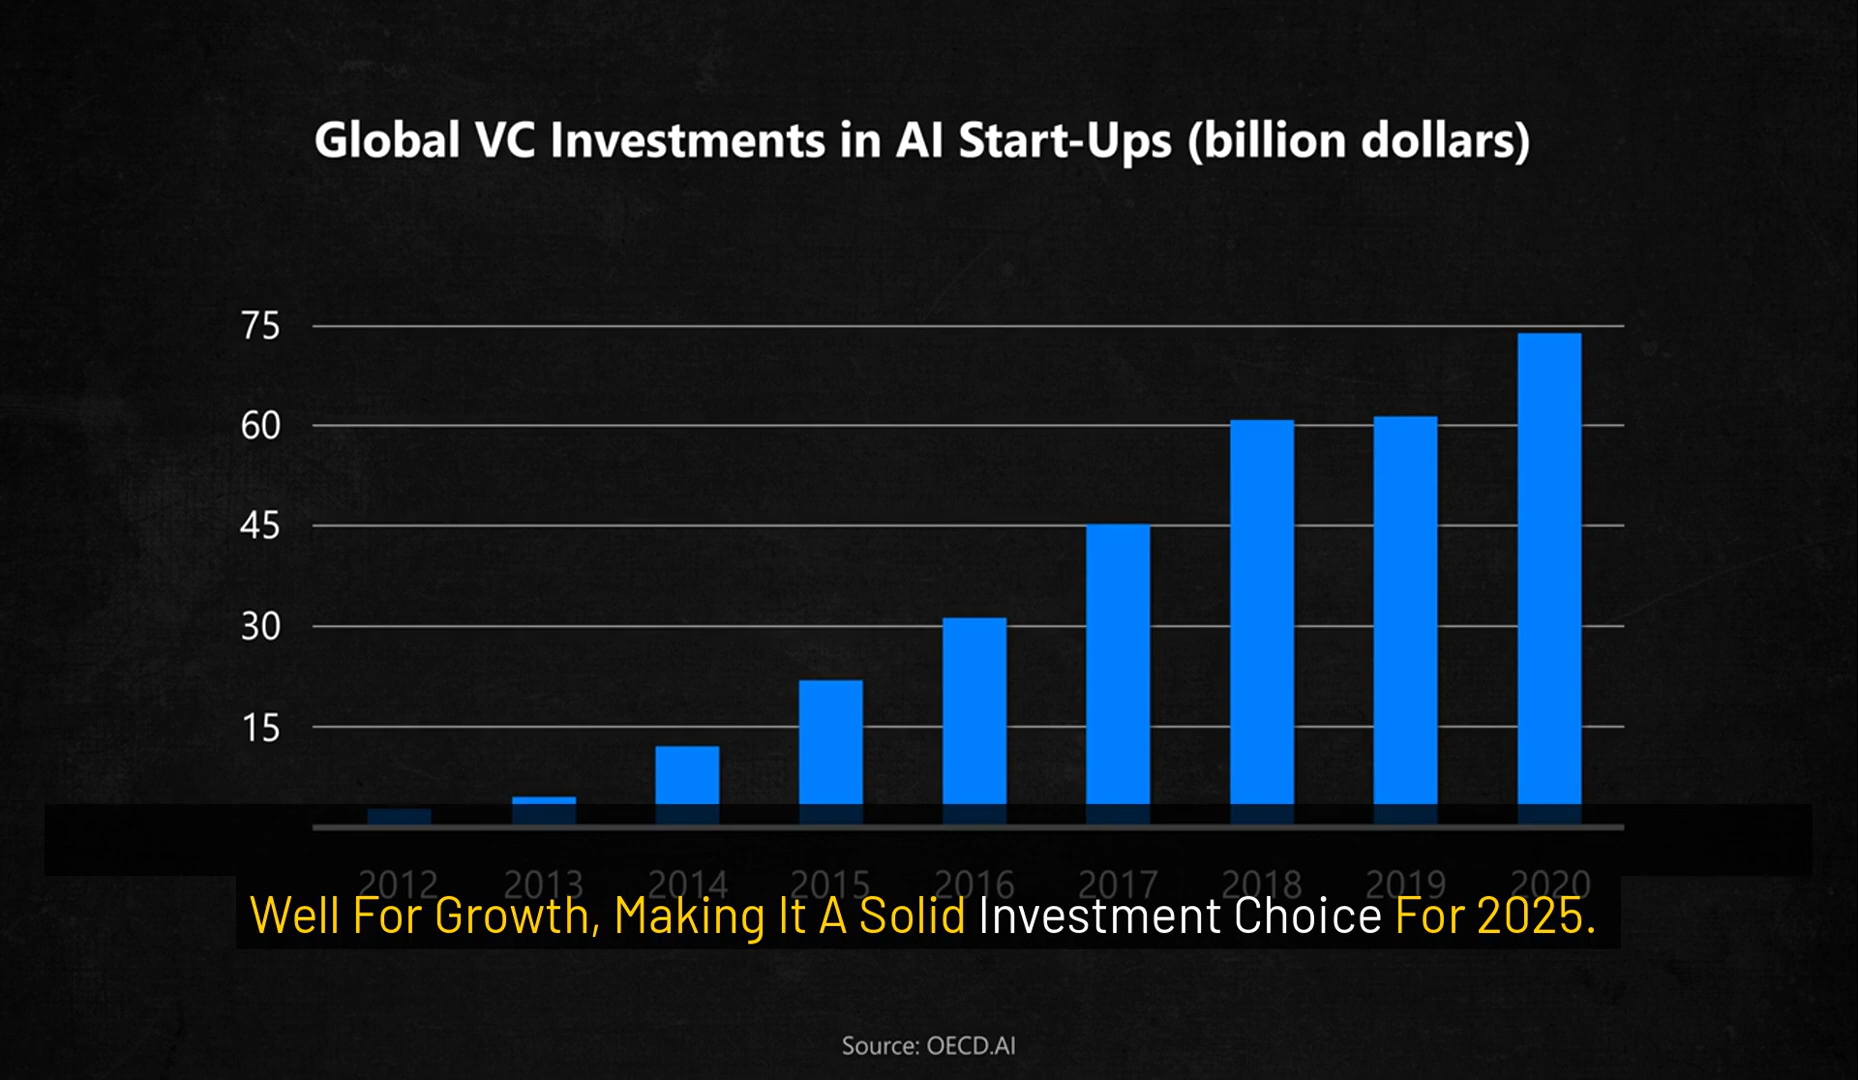 Global VC Investments in AI Start-Ups (billion dollars)
75
60
45
30
15
2012 2013 2014 2015 2016 2017 2018 2019 2020
Well For Growth, Making It A Solid Investment Choice For 2025.
Source: OECD.AI